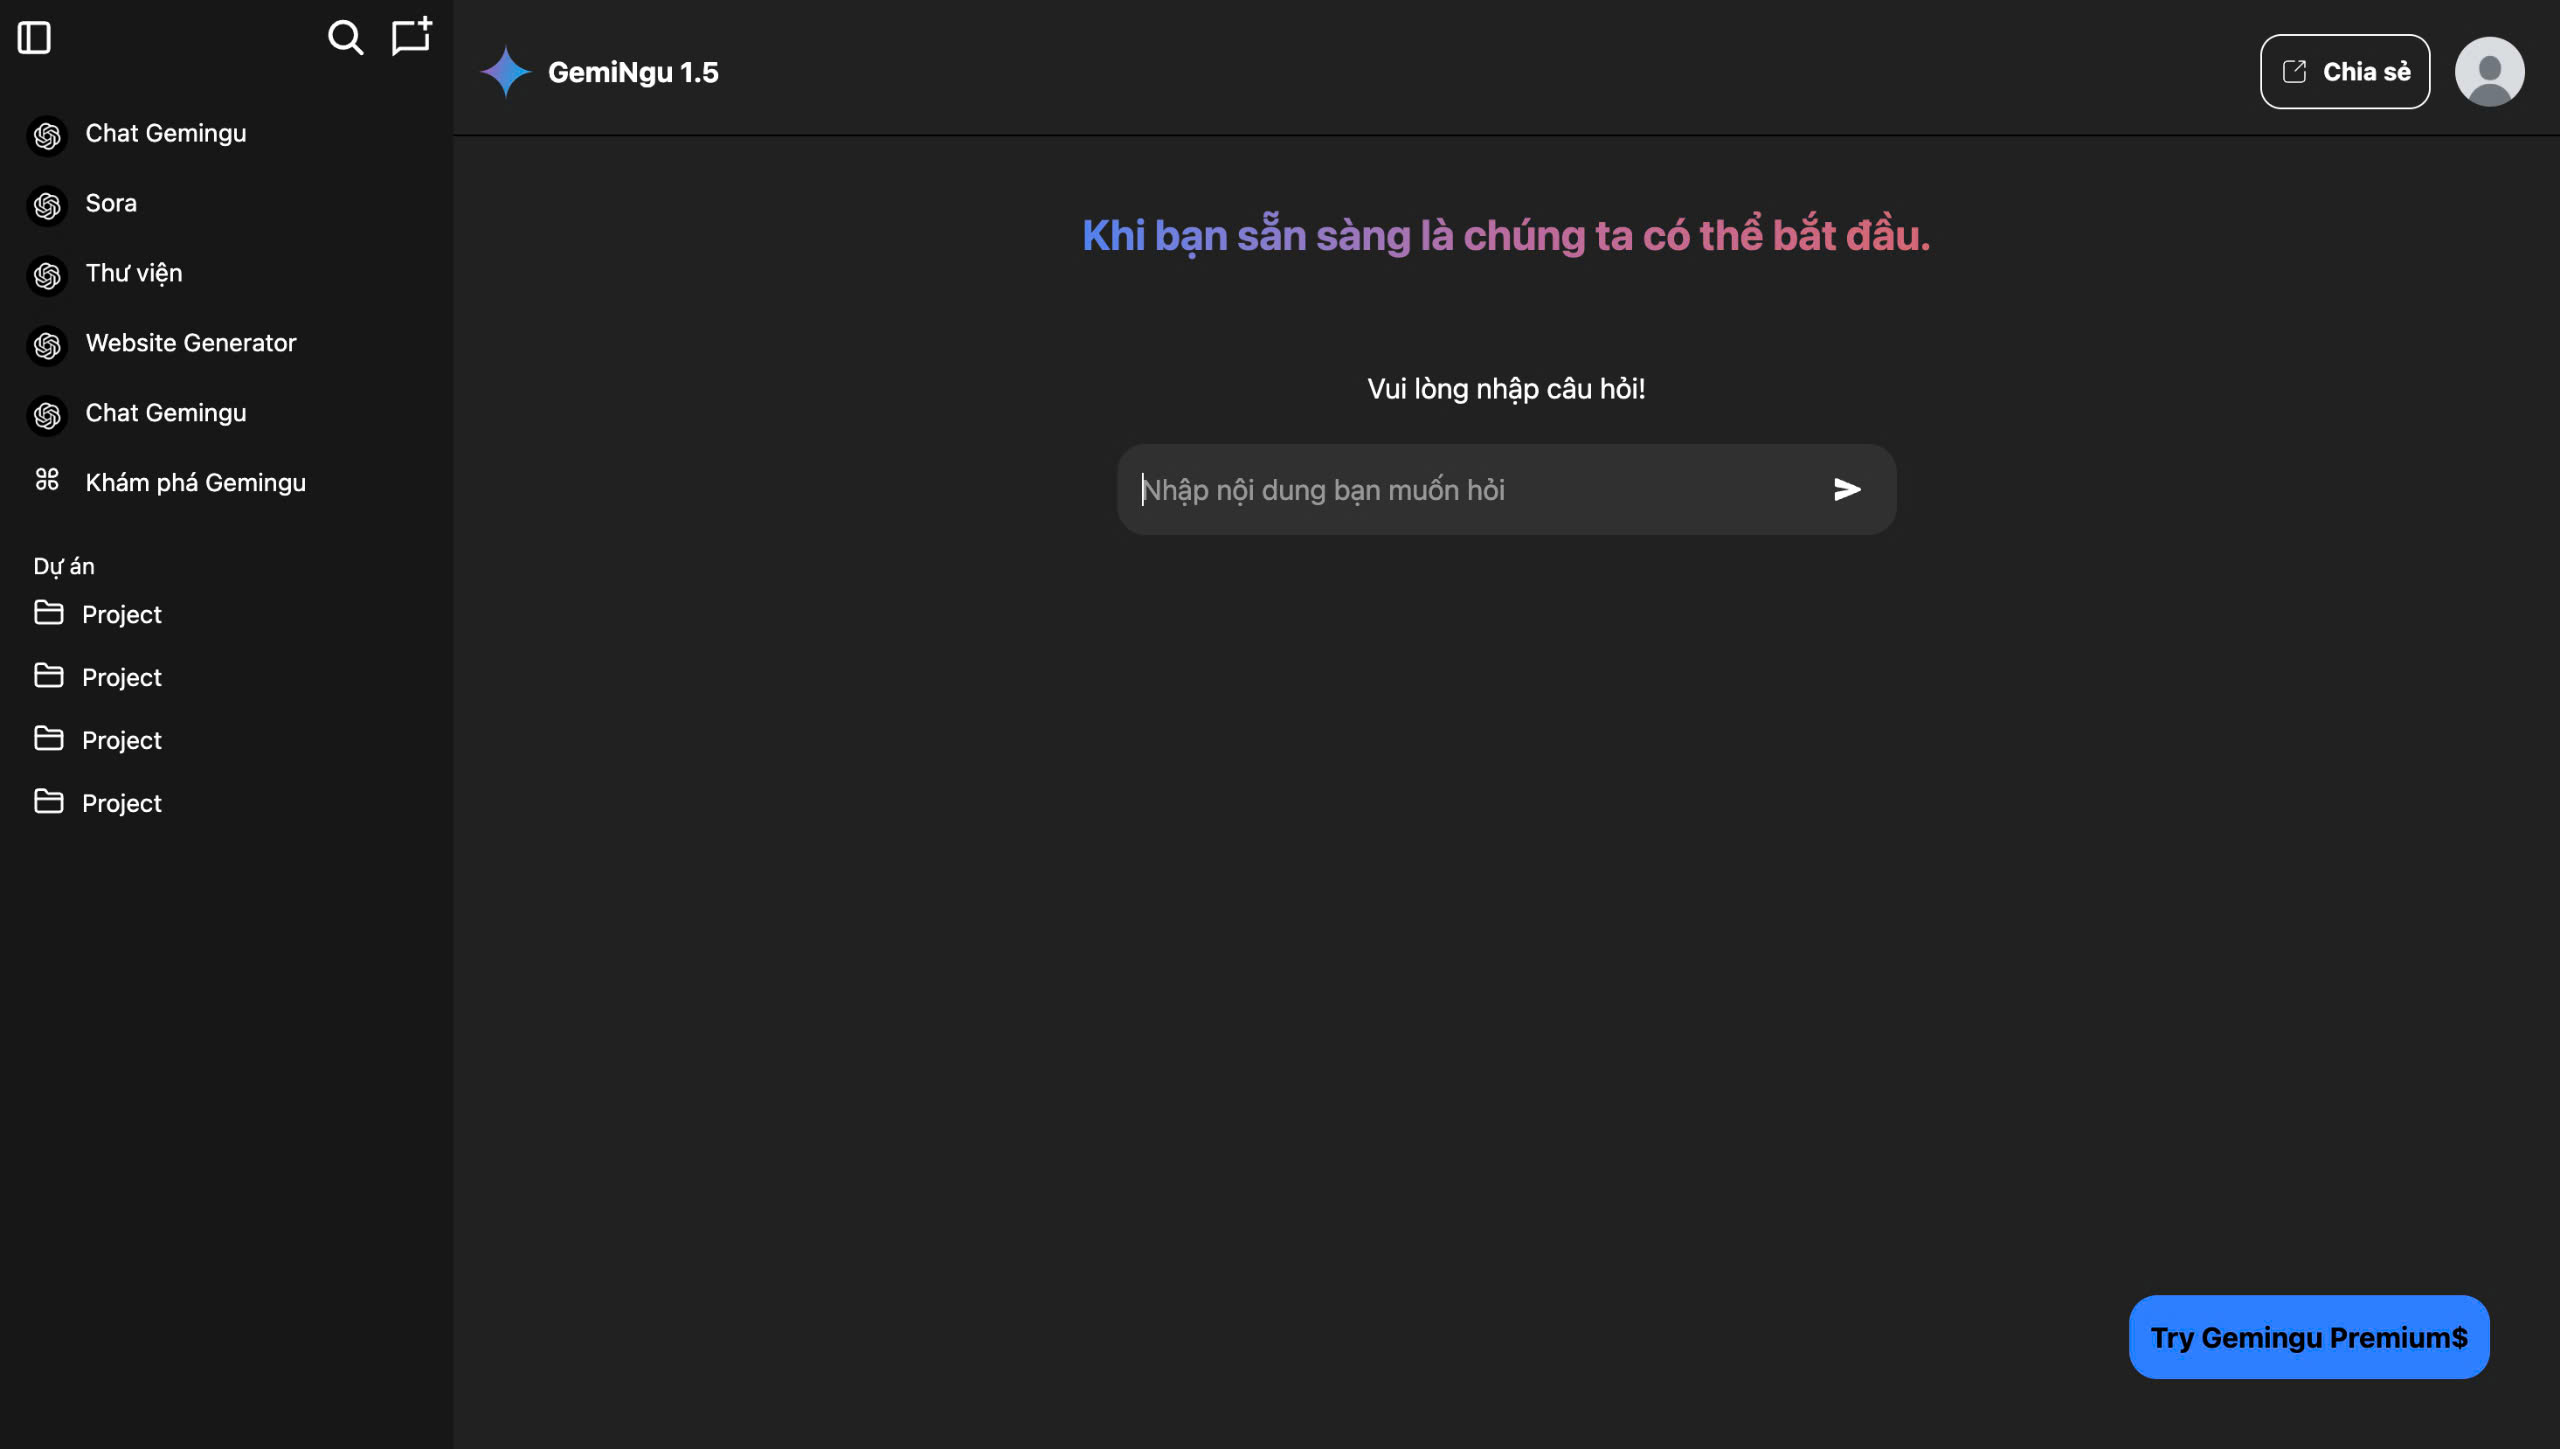 Chat Gemingu
Sora
Thư viện
Website Generator
Chat Gemingu
Khám phá Gemingu
Dự án
Project
Project
Project
Project
GemiNgu 1.5
Chia sẻ
Khi bạn sẵn sàng là chúng ta có thể bắt đầu.
Vui lòng nhập câu hỏi!
Nhập nội dung bạn muốn hỏi
Try Gemingu Premium$